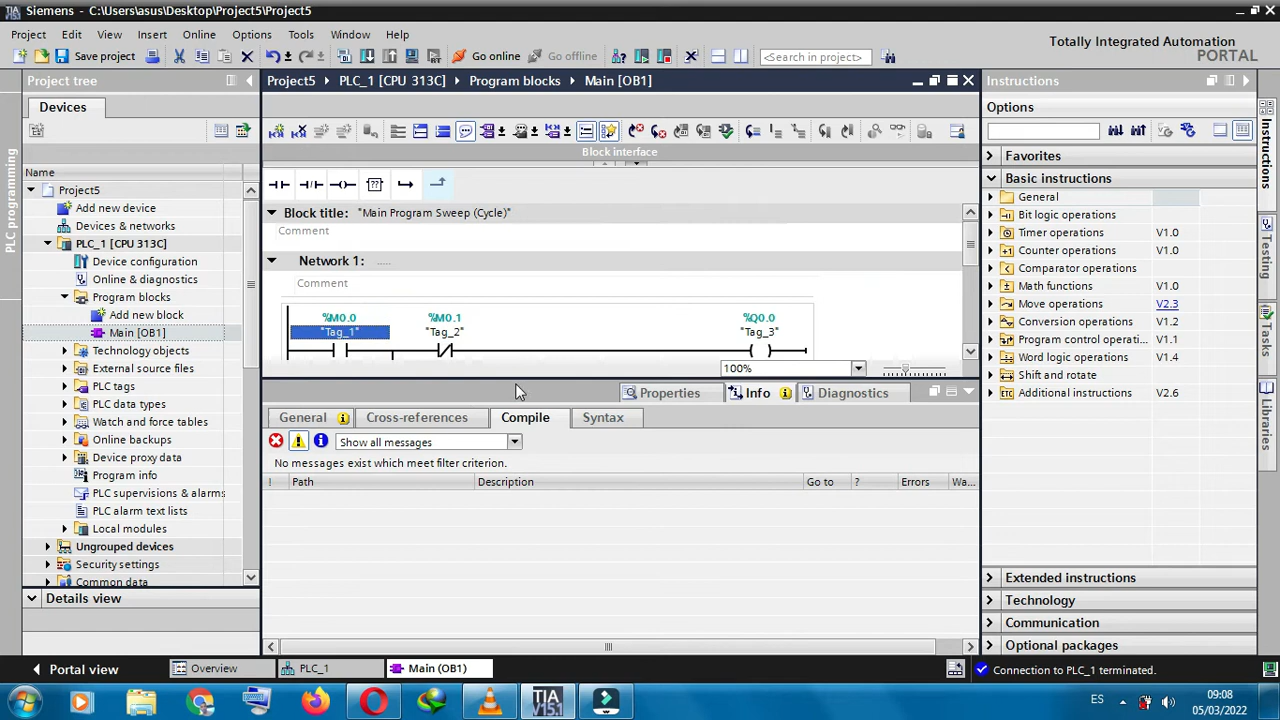 Siemens - C:\Users\asus\Desktop\Project5\Project5
Project Edit View Insert Online Options Tools Window Help
Totally Integrated Automation
PORTAL
Save project
Go online
Go offline
<Search in project>
Project tree
Project5 PLC_1 [CPU 313C] Program blocks Main [OB1]
Instructions
Devices
Options
PLC programming
Block interface
Name
Project5
Add new device
Devices & networks
PLC_1 [CPU 313C]
Device configuration
Online & diagnostics
Program blocks
Add new block
Main [OB1]
Technology objects
External source files
PLC tags
PLC data types
Watch and force tables
Online backups
Device proxy data
Program info
PLC supervisions & alarms
PLC alarm text lists
Local modules
Ungrouped devices
Security settings
Common data
Details view
??
Block title: "Main Program Sweep (Cycle)"
Comment
Network 1: .....
Comment
%M0.0 %M0.1 %Q0.0
"Tag_1" "Tag_2" "Tag_3"
100%
Properties Info Diagnostics
General Cross-references Compile Syntax
Show all messages
No messages exist which meet filter criterion.
! Path Description Go to ? Errors Wa...
Favorites
Basic instructions
General
Bit logic operations
Timer operations V1.0
Counter operations V1.0
Comparator operations
Math functions V1.0
Move operations V2.3
Conversion operations V1.2
Program control operati... V1.1
Word logic operations V1.4
Shift and rotate
Additional instructions V2.6
Extended instructions
Technology
Communication
Optional packages
Instructions
Testing
Tasks
Libraries
Portal view
Overview
PLC_1
Main (OB1)
Connection to PLC_1 terminated.
TIA
V15.1
ES
09:08
05/03/2022